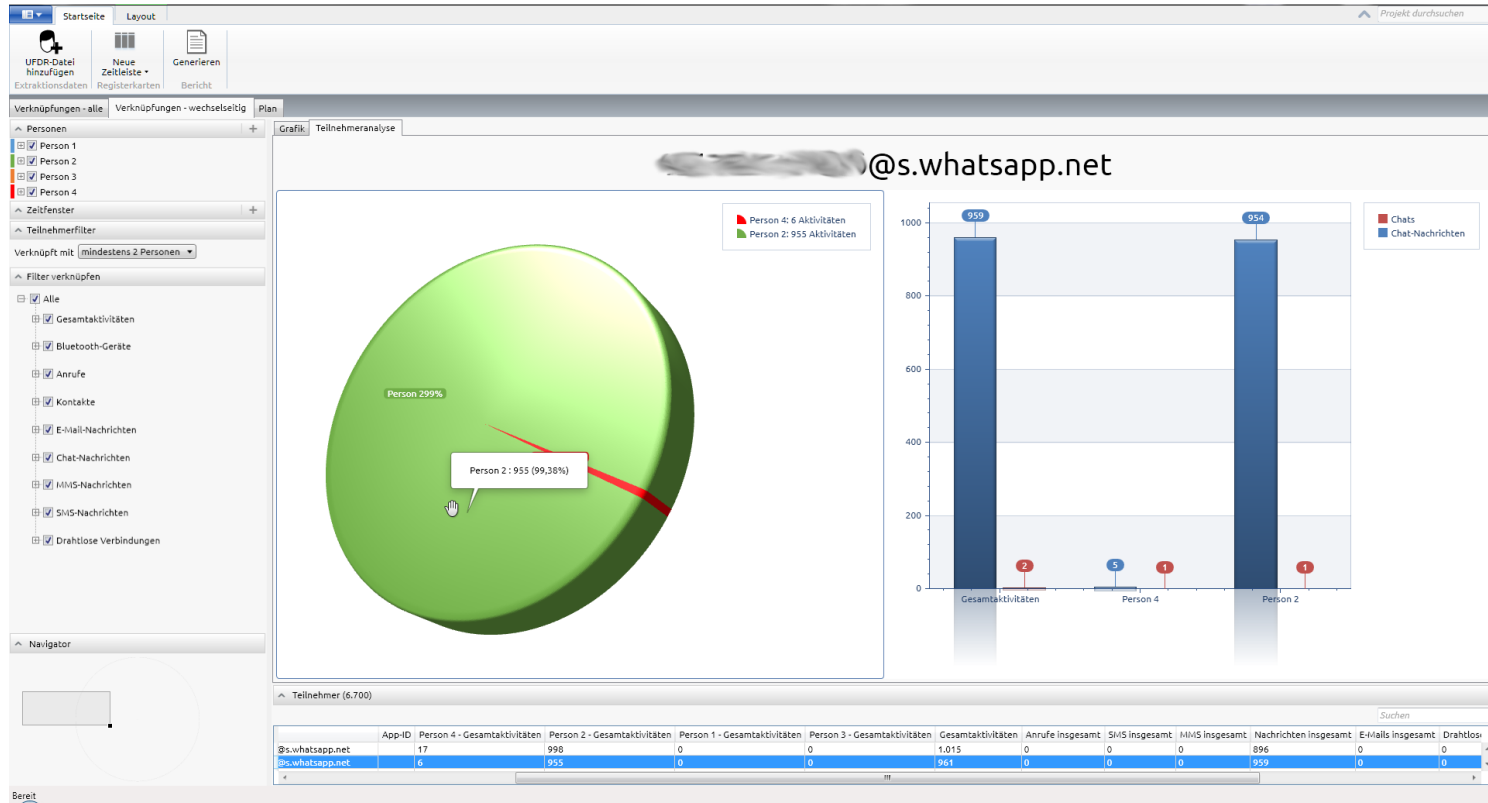 Startseite Layout
Projekt durchsuchen
UFDR-Datei hinzufügen
Neue Zeitleiste
Generieren
Extraktionsdaten Registerkarten Bericht
Verknüpfungen - alle Verknüpfungen - wechselseitig Plan
Personen
Person 1
Person 2
Person 3
Person 4
Zeitfenster
Teilnehmerfilter
Verknüpft mit mindestens 2 Personen
Filter verknüpfen
Alle
Gesamtaktivitäten
Bluetooth-Geräte
Anrufe
Kontakte
E-Mail-Nachrichten
Chat-Nachrichten
MMS-Nachrichten
SMS-Nachrichten
Drahtlose Verbindungen
Navigator
Grafik Teilnehmeranalyse
@s.whatsapp.net
Person 4: 6 Aktivitäten
Person 2: 955 Aktivitäten
Person 299%
Person 2 : 955 (99,38%)
1000
800
600
400
200
0
959
2
5
1
954
1
Gesamtaktivitäten Person 4 Person 2
Chats
Chat-Nachrichten
Teilnehmer (6.700)
Suchen
App-ID Person 4 - Gesamtaktivitäten Person 2 - Gesamtaktivitäten Person 1 - Gesamtaktivitäten Person 3 - Gesamtaktivitäten Gesamtaktivitäten Anrufe insgesamt SMS insgesamt MMS insgesamt Nachrichten insgesamt E-Mails insgesamt Drahtlos
@s.whatsapp.net 17 998 0 0 1.015 0 0 0 896 0 0
@s.whatsapp.net 6 955 0 0 961 0 0 0 959 0 0
Bereit